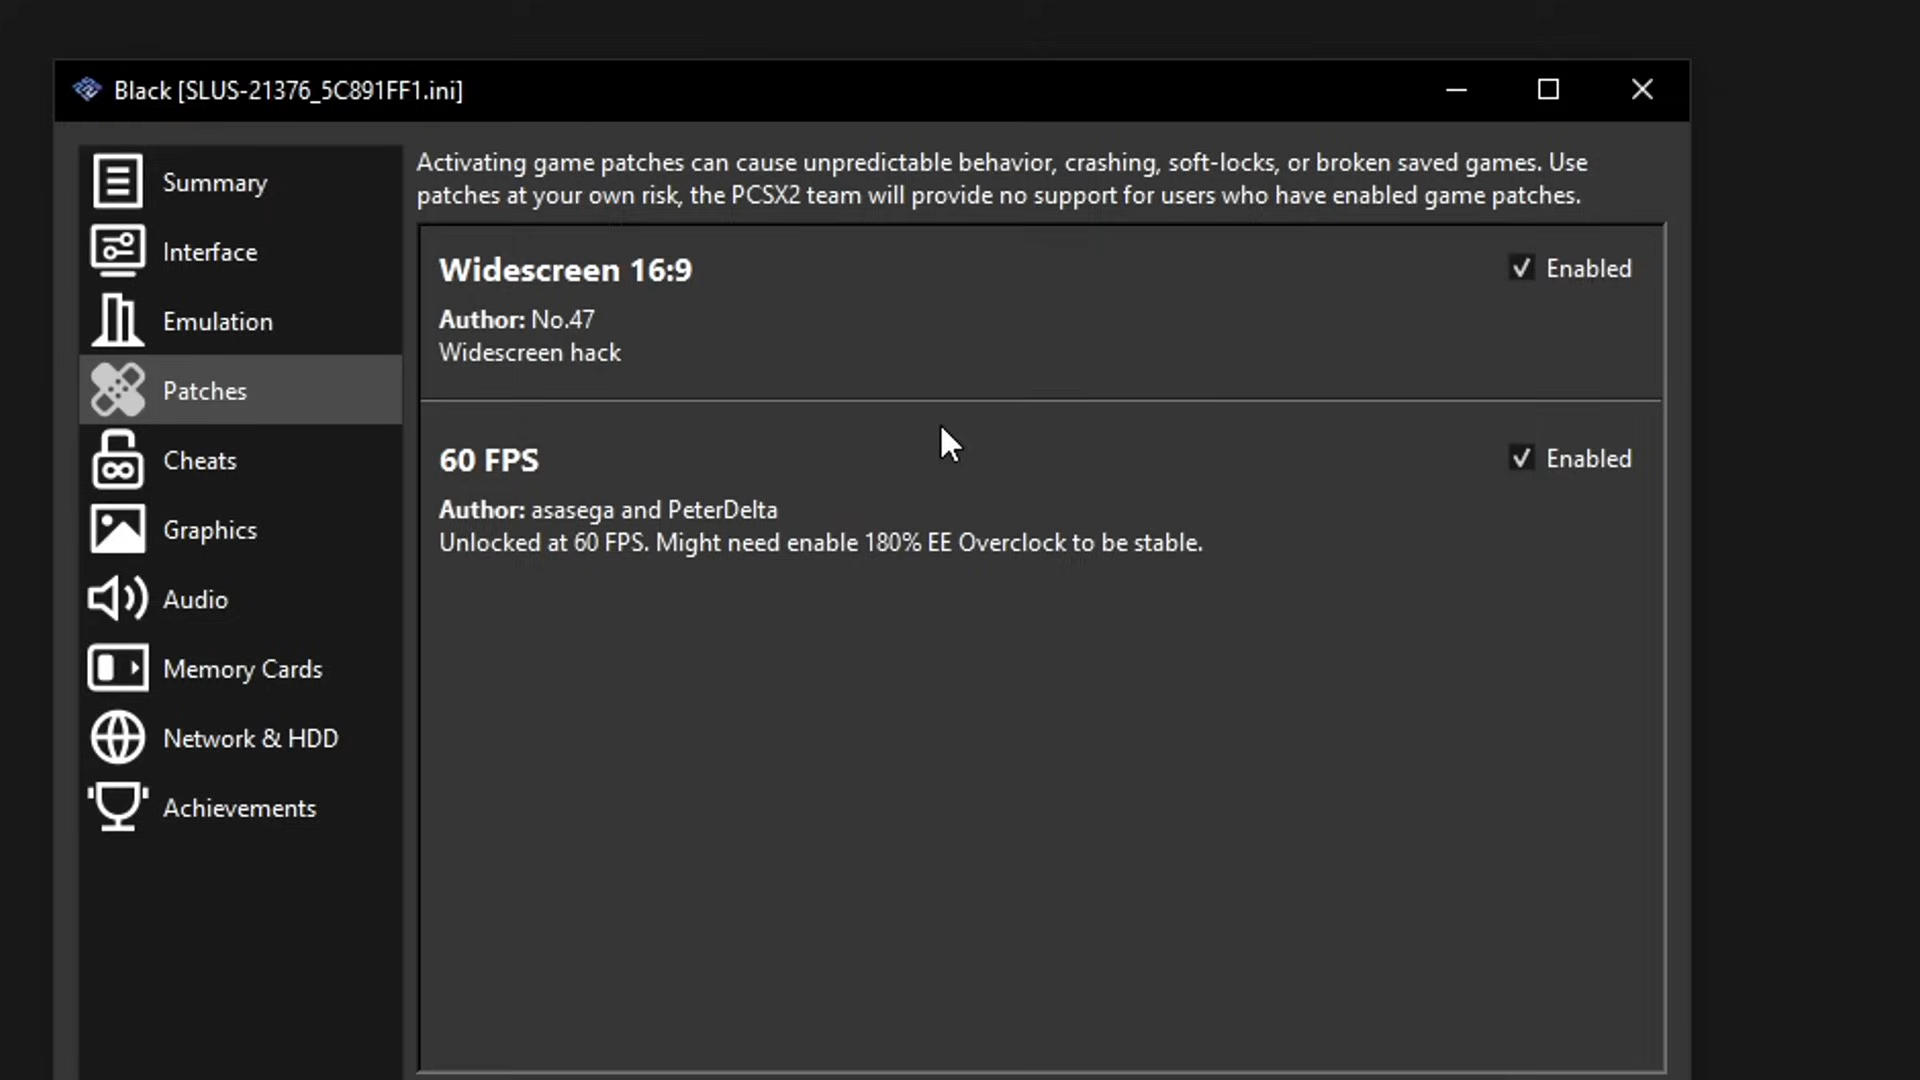 Black [SLUS-21376_5C891FF1.ini]
Summary
Interface
Emulation
Patches
Cheats
Graphics
Audio
Memory Cards
Network & HDD
Achievements
Activating game patches can cause unpredictable behavior, crashing, soft-locks, or broken saved games. Use
patches at your own risk, the PCSX2 team will provide no support for users who have enabled game patches.
Widescreen 16:9
Enabled
Author: No.47
Widescreen hack
60 FPS
Enabled
Author: asasega and PeterDelta
Unlocked at 60 FPS. Might need enable 180% EE Overclock to be stable.